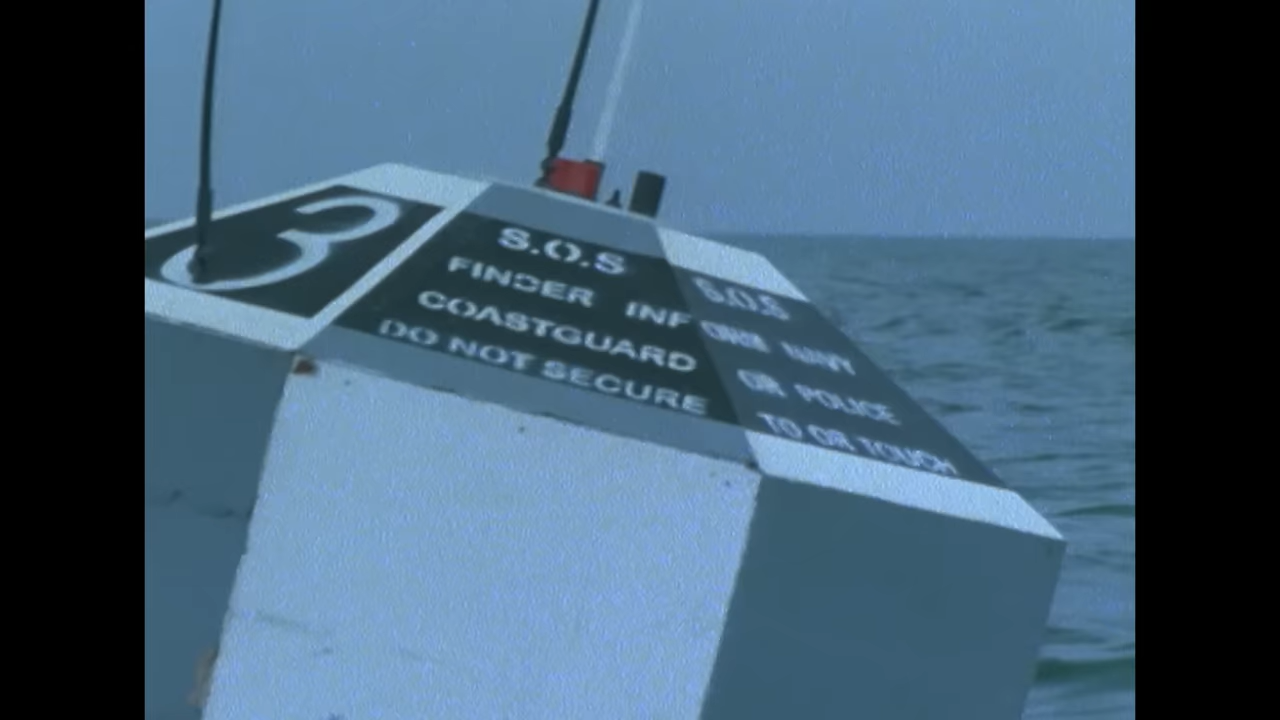 3
S.O.S
FINDER INF
COASTGUARD
DO NOT SECURE
S.O.S
ORM NAVY
OR POLICE
TO OR TOUCH